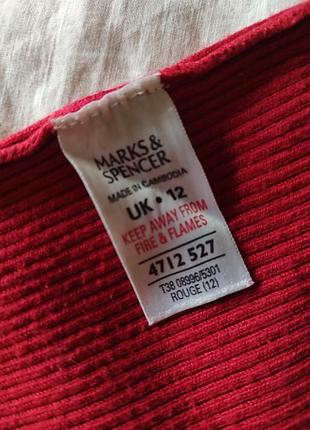 MARKS &
SPENCER
MADE IN CAMBODIA
UK • 12
KEEP AWAY FROM
FIRE & FLAMES
4712 527
T38 08996/5301
ROUGE (12)